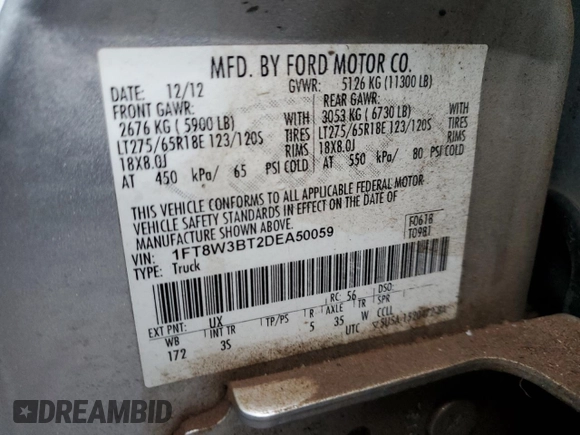 MFD. BY FORD MOTOR CO.
DATE: 12/12 GVWR: 5126 KG (11300 LB)
FRONT GAWR: REAR GAWR:
2676 KG ( 5900 LB) WITH 3053 KG ( 6730 LB) WITH
LT275/65R18E 123/120S TIRES LT275/65R18E 123/120S TIRES
18X8.0J RIMS 18X8.0J RIMS
AT 450 kPa/ 65 PSI COLD AT 550 kPa/ 80 PSI COLD
THIS VEHICLE CONFORMS TO ALL APPLICABLE FEDERAL MOTOR
VEHICLE SAFETY STANDARDS IN EFFECT ON THE DATE OF
MANUFACTURE SHOWN ABOVE.
VIN: 1FT8W3BT2DEA50059 F0618
TYPE: Truck T0981
RC: 56 DSO:
EXT PNT: UX
WB INT TR TP/PS R AXLE TR SPR
172 3S 5 35 W CCLL
UTC
DREAMBID